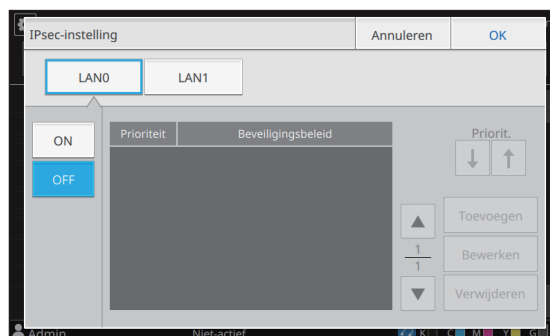 IPsec-instelling Annuleren OK
LAN0 LAN1
ON
OFF
Prioriteit Beveiligingsbeleid
Priorit.
↓ ↑
▲
1
1
▼
Toevoegen
Bewerken
Verwijderen
Admin Niet-actief K C M Y G